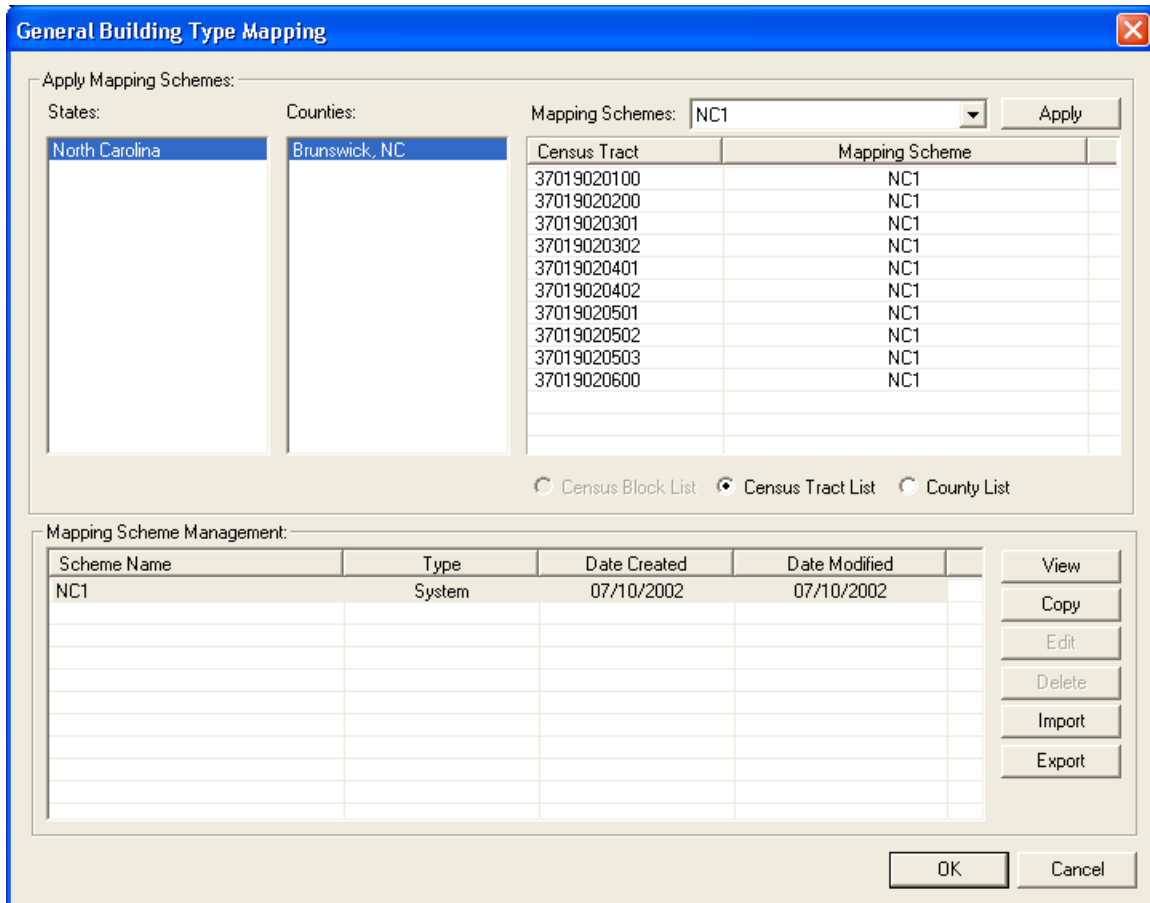 General Building Type Mapping
Apply Mapping Schemes:
States:
Counties:
Mapping Schemes: NC1 Apply
North Carolina
Brunswick, NC
Census Tract Mapping Scheme
37019020100 NC1
37019020200 NC1
37019020301 NC1
37019020302 NC1
37019020401 NC1
37019020402 NC1
37019020501 NC1
37019020502 NC1
37019020503 NC1
37019020600 NC1
Census Block List Census Tract List County List
Mapping Scheme Management:
Scheme Name Type Date Created Date Modified
NC1 System 07/10/2002 07/10/2002
View
Copy
Edit
Delete
Import
Export
OK Cancel